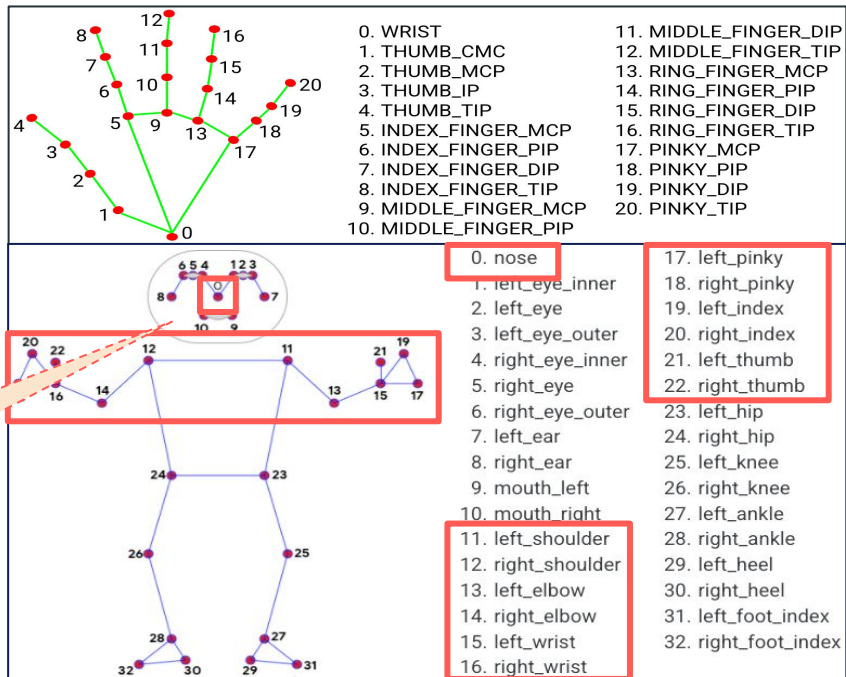 12
8
11
16
7
15
6
10
14
20
4
5
9
19
3
13
18
2
17
1
0
0. WRIST
1. THUMB_CMC
2. THUMB_MCP
3. THUMB_IP
4. THUMB_TIP
5. INDEX_FINGER_MCP
6. INDEX_FINGER_PIP
7. INDEX_FINGER_DIP
8. INDEX_FINGER_TIP
9. MIDDLE_FINGER_MCP
10. MIDDLE_FINGER_PIP
11. MIDDLE_FINGER_DIP
12. MIDDLE_FINGER_TIP
13. RING_FINGER_MCP
14. RING_FINGER_PIP
15. RING_FINGER_DIP
16. RING_FINGER_TIP
17. PINKY_MCP
18. PINKY_PIP
19. PINKY_DIP
20. PINKY_TIP
6 5 4 1 2 3
0
8 7
10 9
20 22 12 11 21 19
16 14 13 15 17
24 23
26 25
28 27
32 30 29 31
0. nose
1. left_eye_inner
2. left_eye
3. left_eye_outer
4. right_eye_inner
5. right_eye
6. right_eye_outer
7. left_ear
8. right_ear
9. mouth_left
10. mouth_right
11. left_shoulder
12. right_shoulder
13. left_elbow
14. right_elbow
15. left_wrist
16. right_wrist
17. left_pinky
18. right_pinky
19. left_index
20. right_index
21. left_thumb
22. right_thumb
23. left_hip
24. right_hip
25. left_knee
26. right_knee
27. left_ankle
28. right_ankle
29. left_heel
30. right_heel
31. left_foot_index
32. right_foot_index